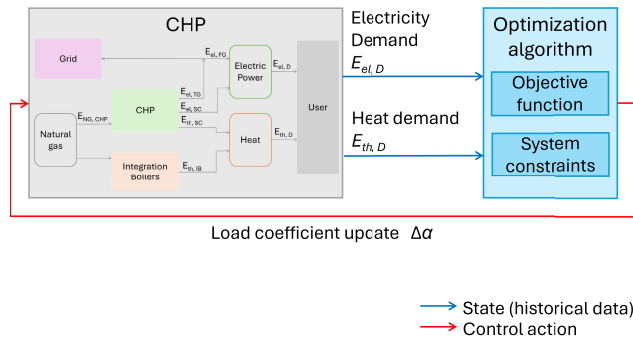 CHP
Grid
E_el, FG
Electric
Power
E_el, D
User
CHP
E_el, TG
E_el, SC
E_tt, SC
E_NG, CHP
Natural
gas
Heat
E_th, D
Integration
Boilers
E_th, IB
Electricity
Demand
E_el, D
Heat demand
E_th, D
Optimization
algorithm
Objective
function
System
constraints
Load coefficient update Δα
State (historical data)
Control action